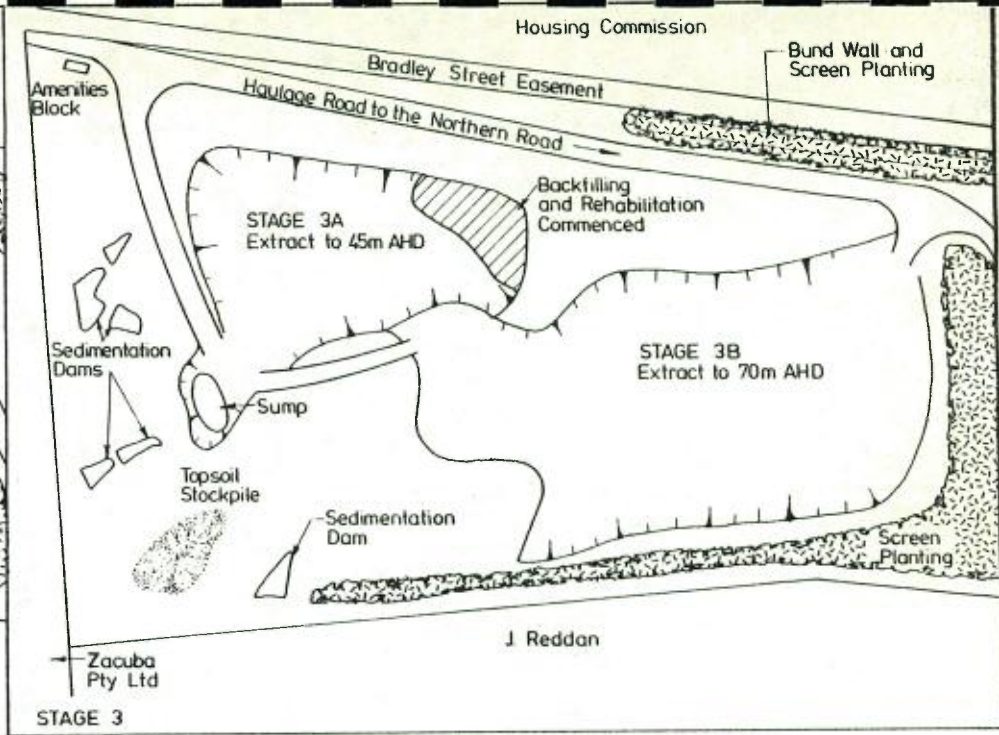 Housing Commission
Bund Wall and
Screen Planting
Bradley Street Easement
Amenities
Block
Haulage Road to the Northern Road
Backfilling
and Rehabilitation
Commenced
STAGE 3A
Extract to 45m AHD
STAGE 3B
Extract to 70m AHD
Sedimentation
Dams
Sump
Topsoil
Stockpile
Sedimentation
Dam
Screen
Planting
J. Reddan
Zacuba
Pty Ltd
STAGE 3